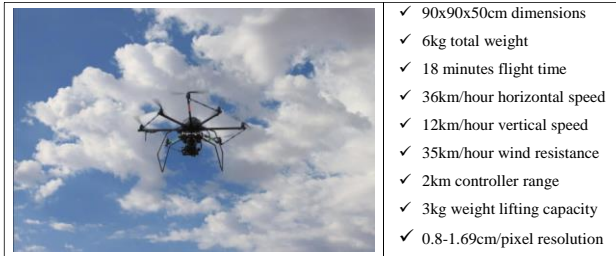 ✓ 90x90x50cm dimensions
✓ 6kg total weight
✓ 18 minutes flight time
✓ 36km/hour horizontal speed
✓ 12km/hour vertical speed
✓ 35km/hour wind resistance
✓ 2km controller range
✓ 3kg weight lifting capacity
✓ 0.8-1.69cm/pixel resolution